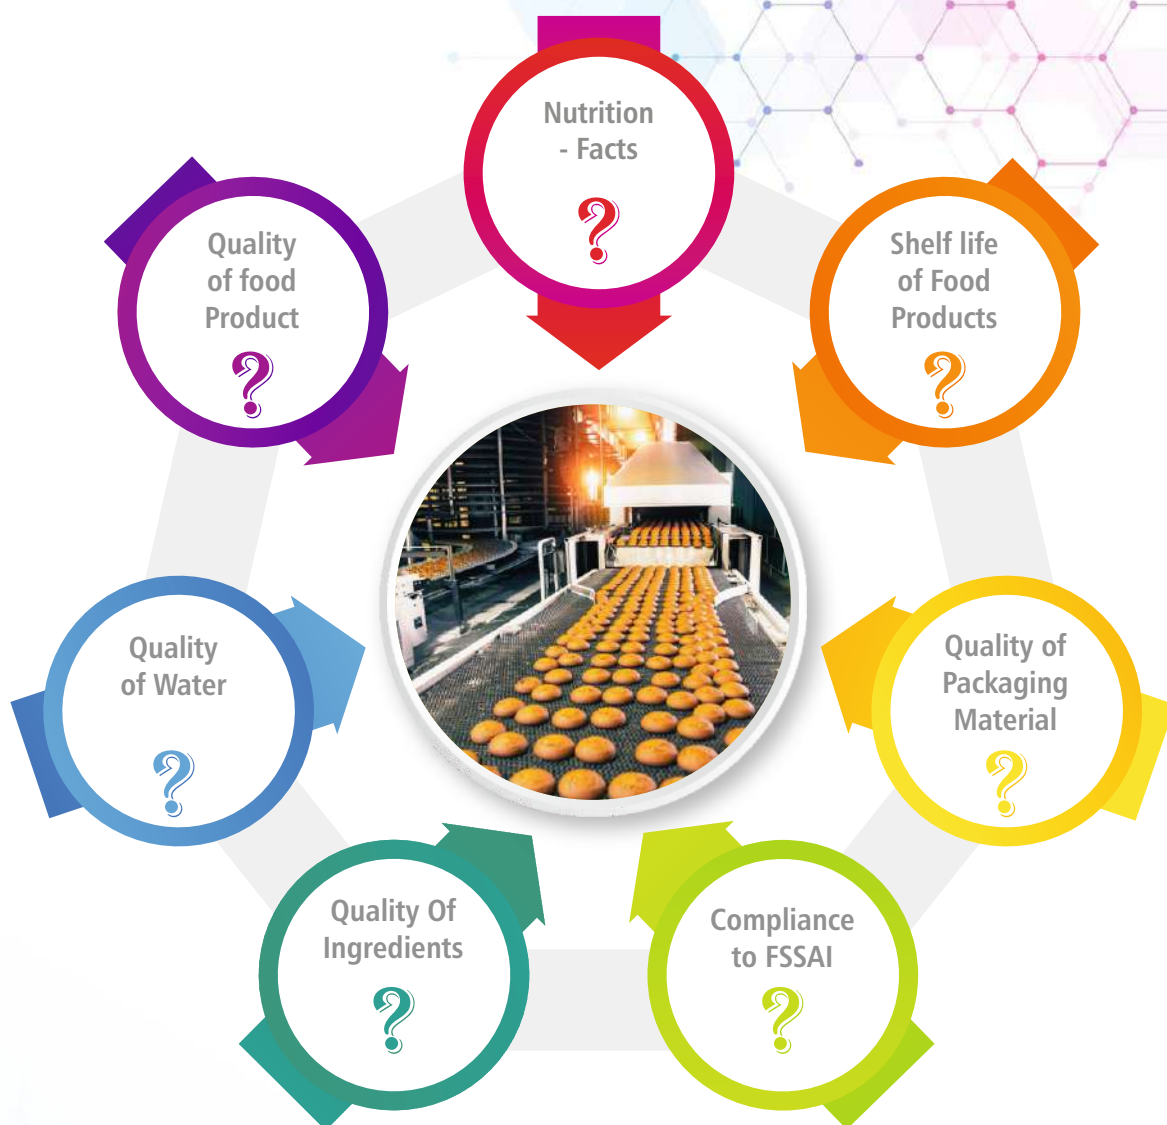 Nutrition
- Facts
?
Shelf life
of Food
Products
?
Quality of
Packaging
Material
?
Compliance
to FSSAI
?
Quality Of
Ingredients
?
Quality
of Water
?
Quality
of food
Product
?